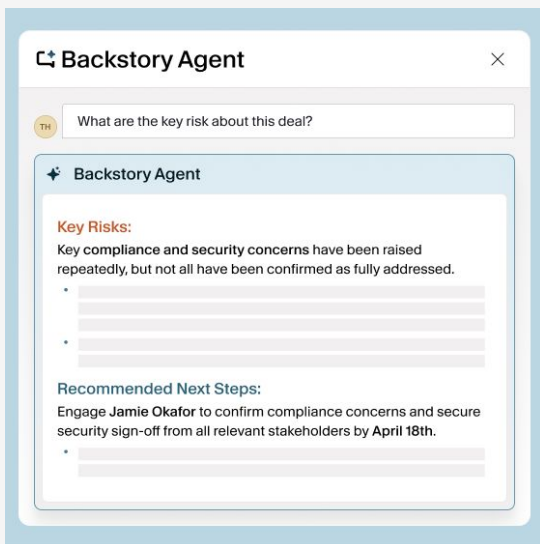 Backstory Agent
TH
What are the key risk about this deal?
Backstory Agent
Key Risks:
Key compliance and security concerns have been raised
repeatedly, but not all have been confirmed as fully addressed.
Recommended Next Steps:
Engage Jamie Okafor to confirm compliance concerns and secure
security sign-off from all relevant stakeholders by April 18th.